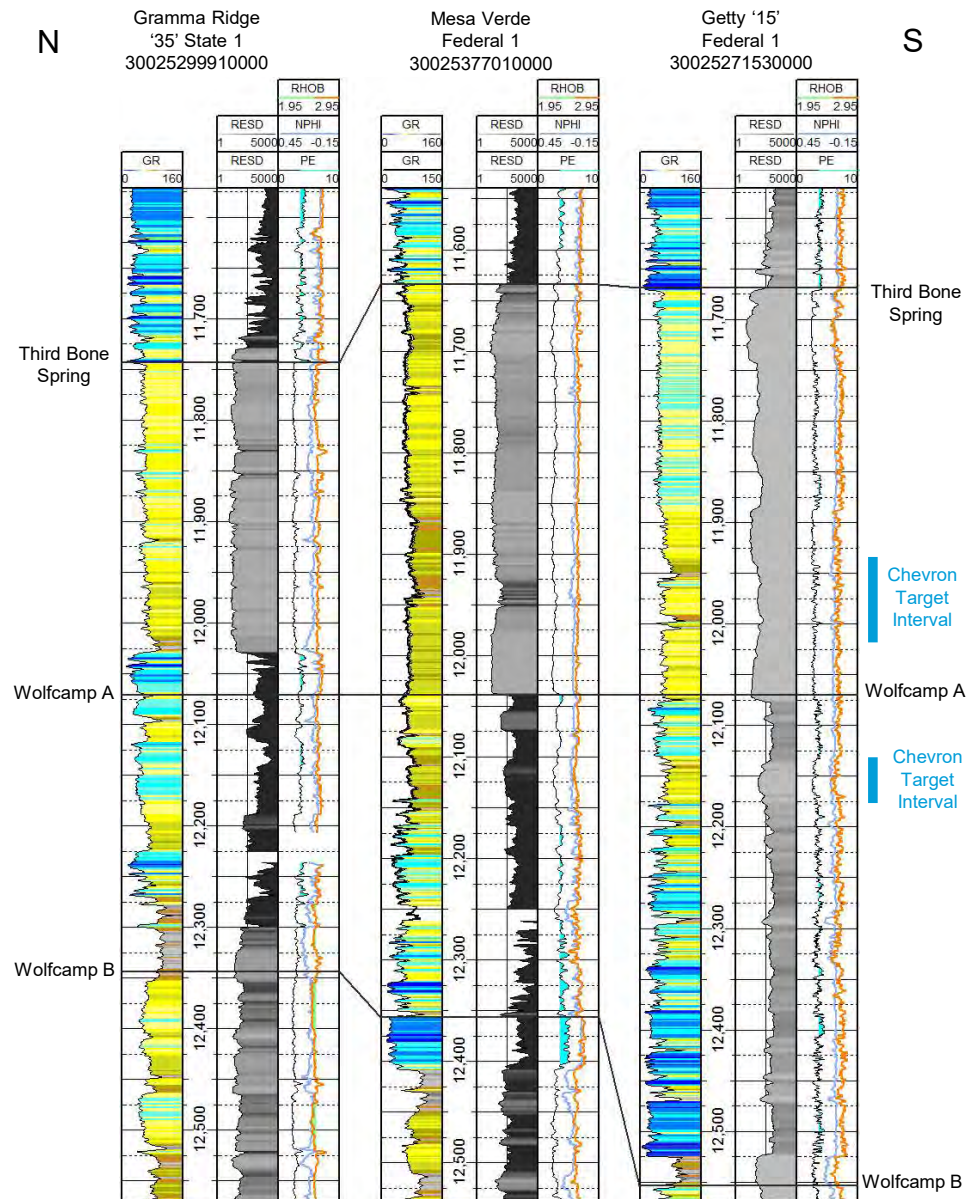 N
Gramma Ridge
'35' State 1
30025299910000
Mesa Verde
Federal 1
30025377010000
Getty '15'
Federal 1
30025271530000
S
RHOB
1.95 2.95
RESD
1 50000
NPHI
0.45 -0.15
GR
0 160
RESD
1 50000
PE
0 10
RHOB
1.95 2.95
GR
0 160
RESD
1 50000
NPHI
0.45 -0.15
GR
0 150
RESD
1 50000
PE
0 10
RHOB
1.95 2.95
RESD
1 50000
NPHI
0.45 -0.15
GR
0 160
RESD
1 50000
PE
0 10
11,700
11,800
11,900
12,000
12,100
12,200
12,300
12,400
12,500
11,600
11,700
11,800
11,900
12,000
12,100
12,200
12,300
12,400
12,500
11,700
11,800
11,900
12,000
12,100
12,200
12,300
12,400
12,500
Third Bone
Spring
Wolfcamp A
Wolfcamp B
Third Bone
Spring
Chevron
Target
Interval
Wolfcamp A
Chevron
Target
Interval
Wolfcamp B